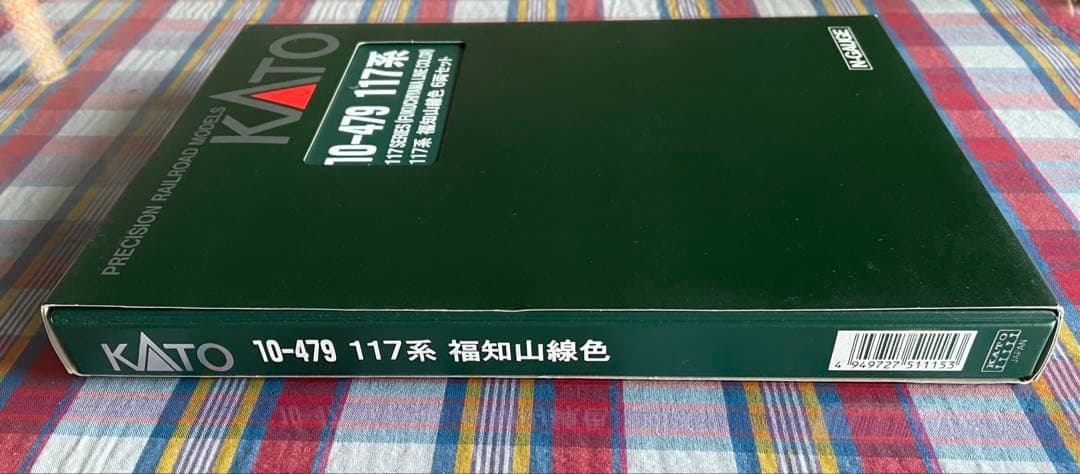 KATO
PRECISION RAILROAD MODELS
10-479 117系
117 SERIES (FUKUCHIYAMA LINE COLOR)
117系 福知山線色 6両セット
N-GAUGE
KATO 10-479 117系 福知山線色
4 949727 511153
KATO
JAPAN